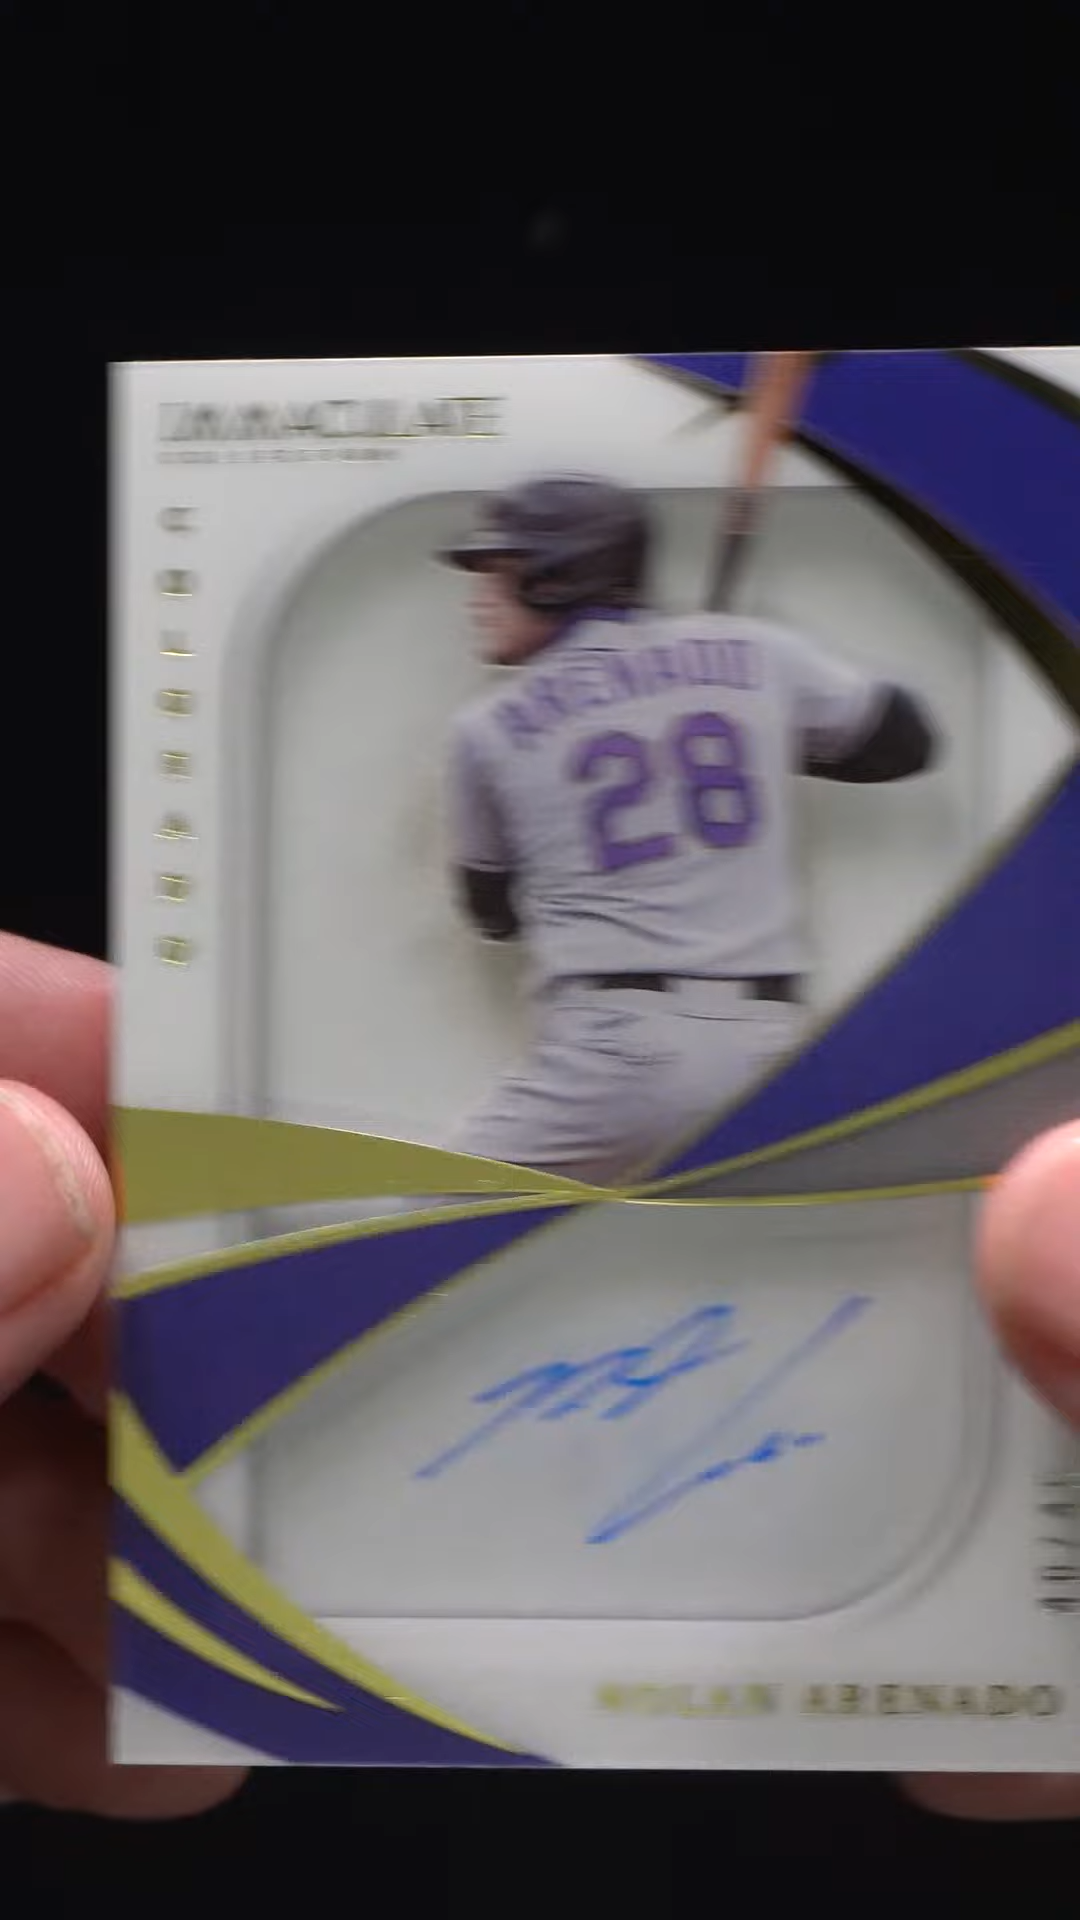 IMMACULATE
COLLECTION
COLORADO
ARENADO
28
NOLAN ARENADO